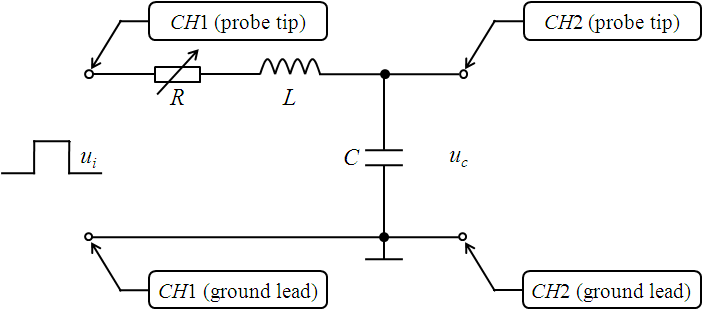 CH1 (probe tip)
CH2 (probe tip)
R
L
C
u_i
u_c
CH1 (ground lead)
CH2 (ground lead)